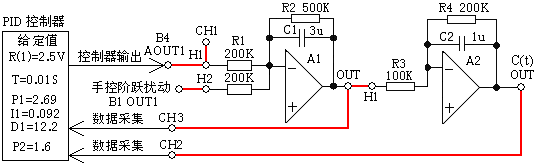 PID 控制器
给定值
R(1)=2.5V
T=0.01S
P1=2.69
I1=0.092
D1=12.2
P2=1.6
控制器输出
B4
AOUT1
CH1
H1
手控阶跃扰动
B1 OUT1
H2
R1
200K
200K
R2 500K
C1 3u
A1
OUT
H1
R3
100K
R4 200K
C2 1u
A2
C(t)
OUT
数据采集
CH3
数据采集
CH2